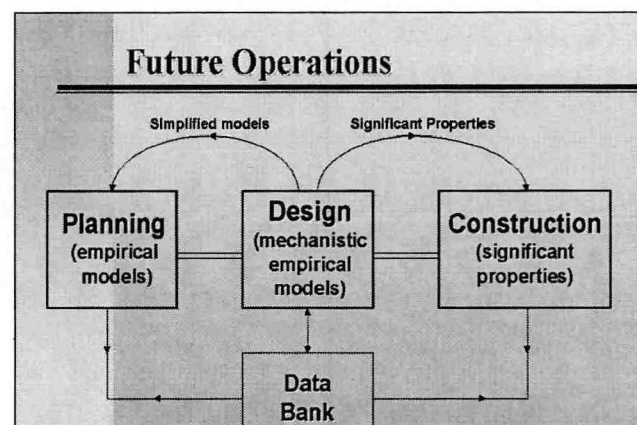 Future Operations
Simplified models
Significant Properties
Planning
(empirical
models)
Design
(mechanistic
empirical
models)
Construction
(significant
properties)
Data
Bank